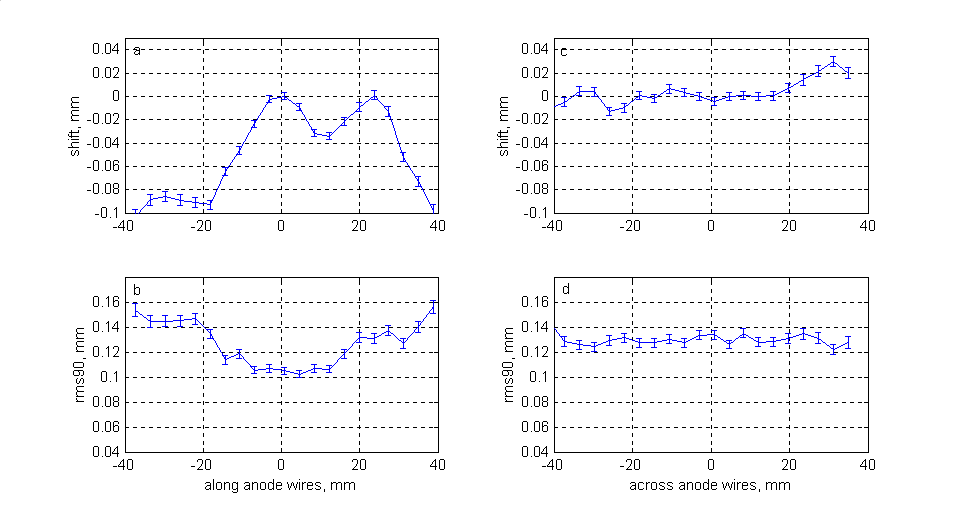 a
0.04
0.02
0
-0.02
-0.04
-0.06
-0.08
-0.1
shift, mm
-40 -20 0 20 40
c
0.04
0.02
0
-0.02
-0.04
-0.06
-0.08
-0.1
shift, mm
-40 -20 0 20 40
b
0.16
0.14
0.12
0.1
0.08
0.06
0.04
rms90, mm
-40 -20 0 20 40
along anode wires, mm
d
0.16
0.14
0.12
0.1
0.08
0.06
0.04
rms90, mm
-40 -20 0 20 40
across anode wires, mm